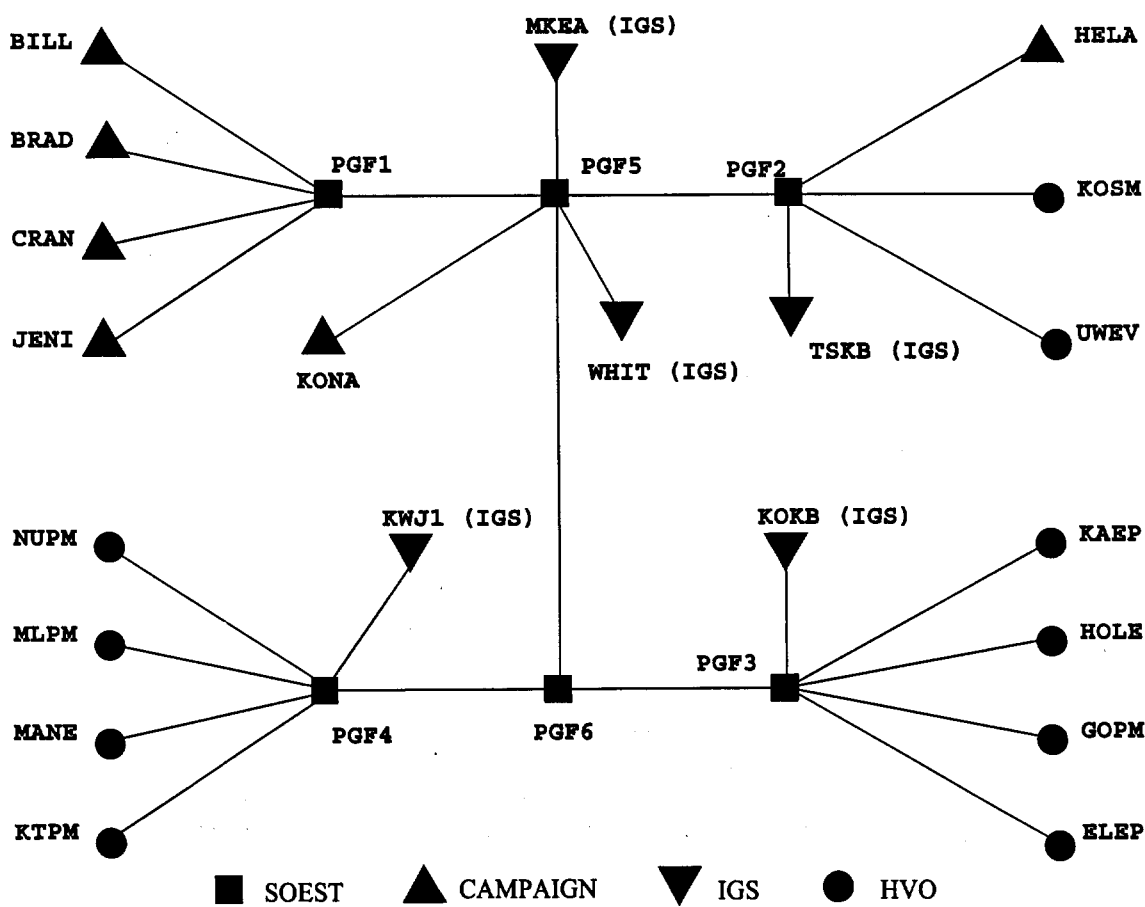 MKEA (IGS)
BILL
HELA
BRAD
PGF1
PGF5
PGF2
KOSM
CRAN
JENI
KONA
WHIT (IGS)
TSKB (IGS)
UWEV
NUPM
KWJ1 (IGS)
KOKB (IGS)
KAEP
MLPM
HOLE
PGF3
MANE
PGF4
PGF6
GOPM
KTPM
ELEP
SOEST
CAMPAIGN
IGS
HVO